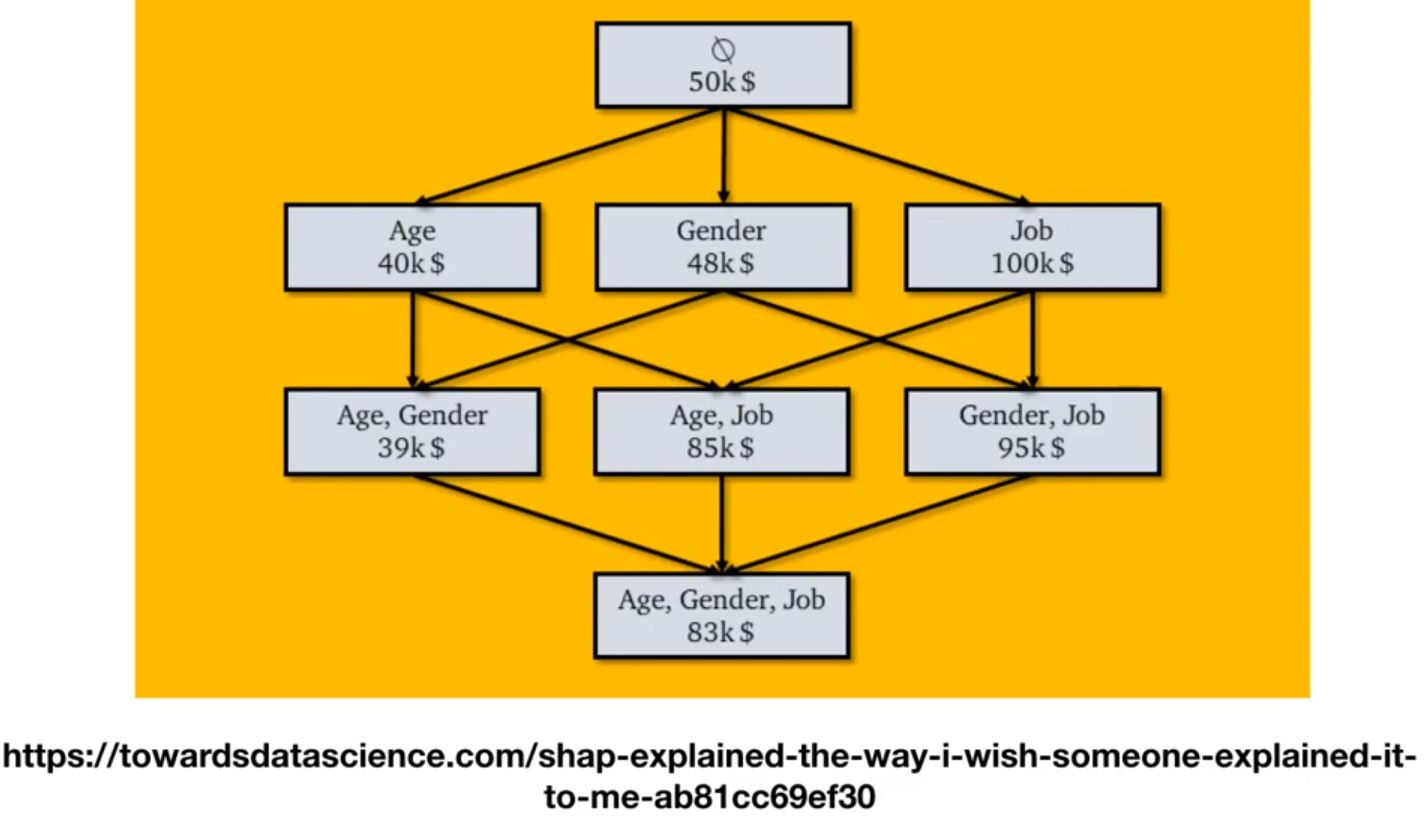 ∅
50k $
Age
40k $
Gender
48k $
Job
100k $
Age, Gender
39k $
Age, Job
85k $
Gender, Job
95k $
Age, Gender, Job
83k $
https://towardsdatascience.com/shap-explained-the-way-i-wish-someone-explained-it-
to-me-ab81cc69ef30